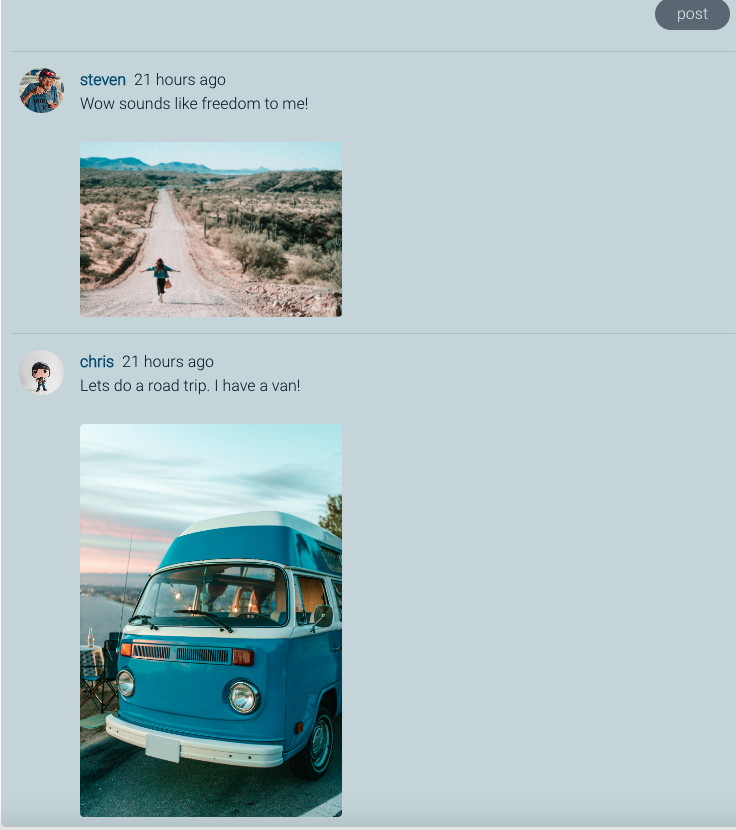 post
steven 21 hours ago
Wow sounds like freedom to me!
chris 21 hours ago
Lets do a road trip. I have a van!